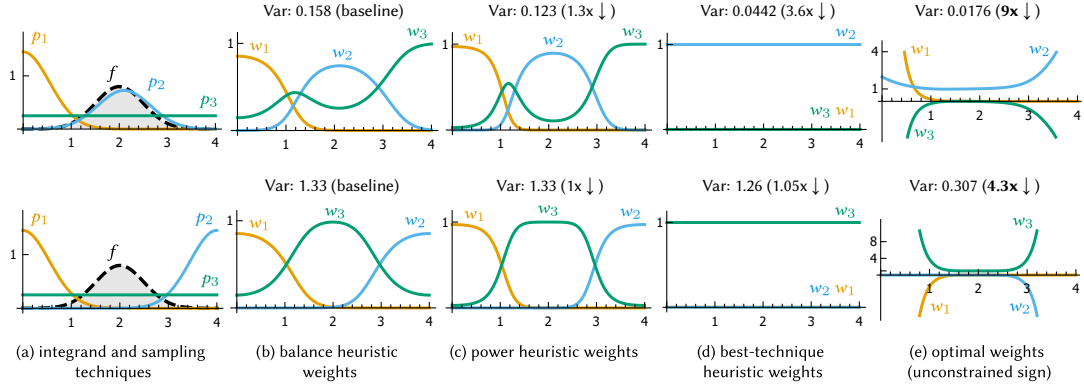 Var: 0.158 (baseline)
Var: 0.123 (1.3x ↓)
Var: 0.0442 (3.6x ↓)
Var: 0.0176 (9x ↓)
p₁
f
p₂
p₃
1
1 2 3 4
w₁
w₂
w₃
1
1 2 3 4
w₁
w₂
w₃
1
1 2 3 4
w₂
w₃ w₁
1
1 2 3 4
w₁
w₂
w₃
4
1
1 2 3 4
Var: 1.33 (baseline)
Var: 1.33 (1x ↓)
Var: 1.26 (1.05x ↓)
Var: 0.307 (4.3x ↓)
p₁
f
p₂
p₃
1
1 2 3 4
w₁
w₃
w₂
1
1 2 3 4
w₁
w₃
w₂
1
1 2 3 4
w₃
w₂ w₁
1
1 2 3 4
w₃
w₁
w₂
8
4
1 2 3 4
(a) integrand and sampling
techniques
(b) balance heuristic
weights
(c) power heuristic weights
(d) best-technique
heuristic weights
(e) optimal weights
(unconstrained sign)